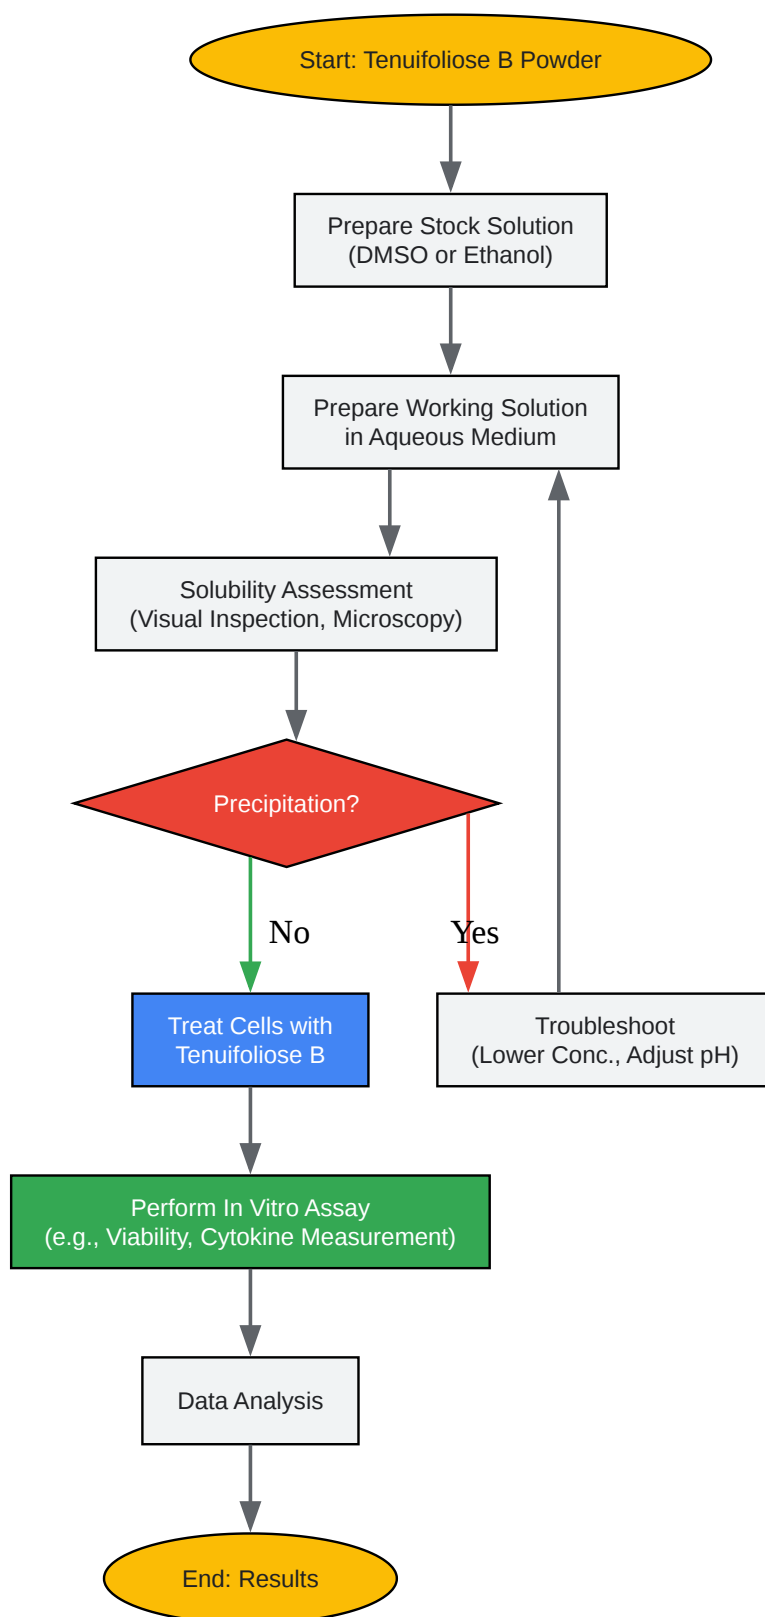 Start: Tenuifoliose B Powder
Prepare Stock Solution
(DMSO or Ethanol)
Prepare Working Solution
in Aqueous Medium
Solubility Assessment
(Visual Inspection, Microscopy)
Precipitation?
No
Yes
Treat Cells with
Tenuifoliose B
Troubleshoot
(Lower Conc., Adjust pH)
Perform In Vitro Assay
(e.g., Viability, Cytokine Measurement)
Data Analysis
End: Results